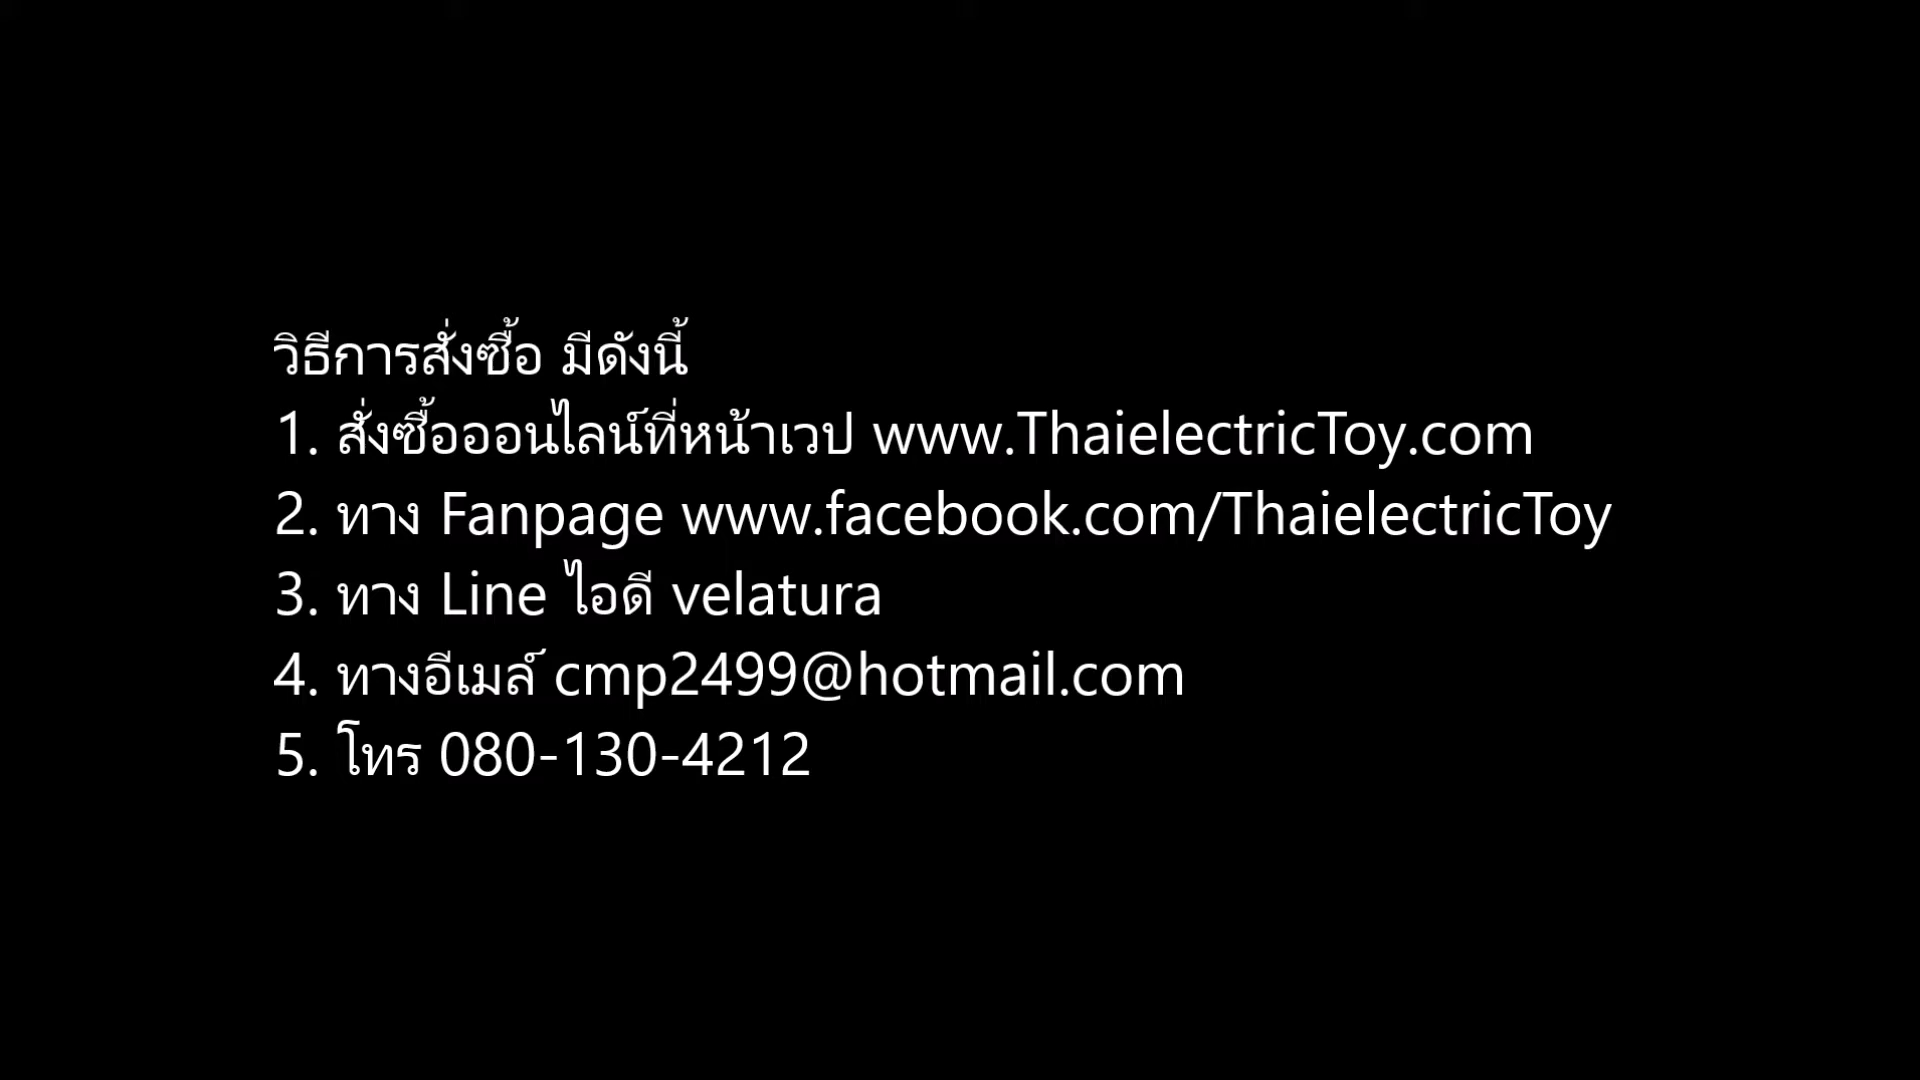 วิธีการสั่งซื้อ มีดังนี้
1. สั่งซื้อออนไลน์ที่หน้าเวป www.ThaielectricToy.com
2. ทาง Fanpage www.facebook.com/ThaielectricToy
3. ทาง Line ไอดี velatura
4. ทางอีเมล์ cmp2499@hotmail.com
5. โทร 080-130-4212